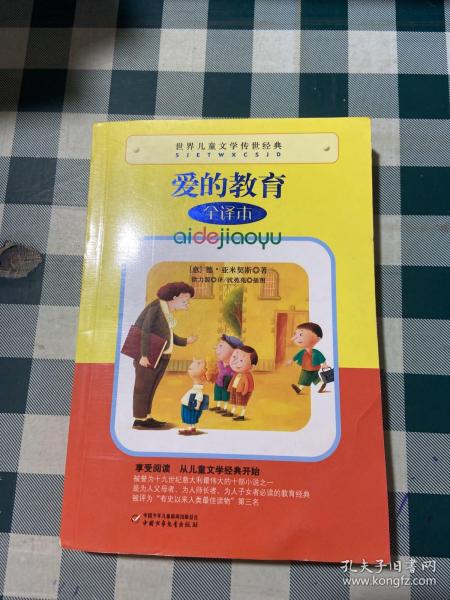 世界儿童文学传世经典
SJETWXCSJD
爱的教育
全译本
aidejiaoyu
[意]德·亚米契斯◎著
享受阅读 从儿童文学经典开始
被誉为十九世纪意大利最伟大的十部小说之一
是为人父母者、为人师长者、为人子女者必读的教育经典
被评为“有史以来人类最佳读物”第三名
中国少年儿童新闻出版总社
中国少年儿童出版社
孔夫子旧书网
www.kongfz.com